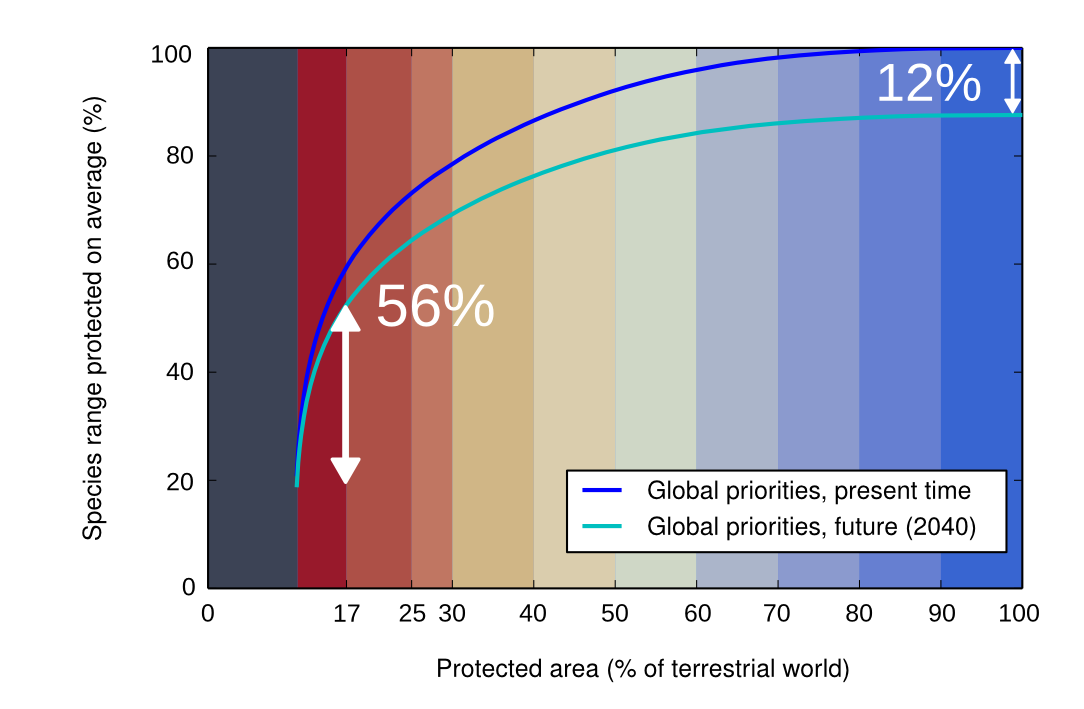 100
12%
80
60
56%
40
20
0
Species range protected on average (%)
Global priorities, present time
Global priorities, future (2040)
0 17 25 30 40 50 60 70 80 90 100
Protected area (% of terrestrial world)